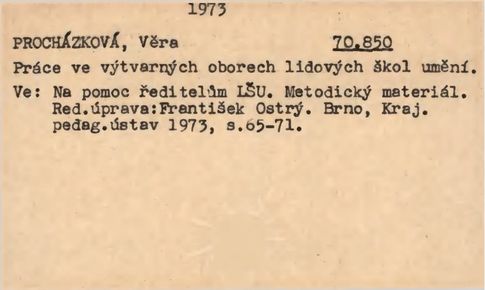 1973
PROCHÁZKOVÁ, Věra 70.850
Práce ve výtvarných oborech lidových škol umění.
Ve: Na pomoc ředitelům LŠU. Metodický materiál.
Red.úprava:František Ostrý. Brno, Kraj.
pedag.ústav 1973, s.65-71.